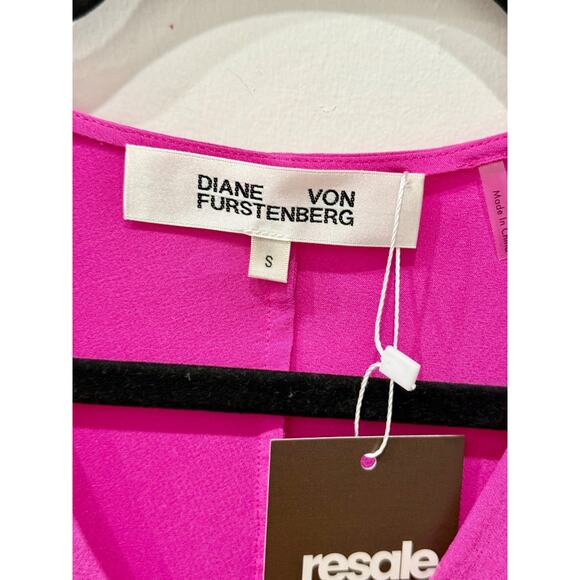 DIANE VON
FURSTENBERG
S
Made In China
resale